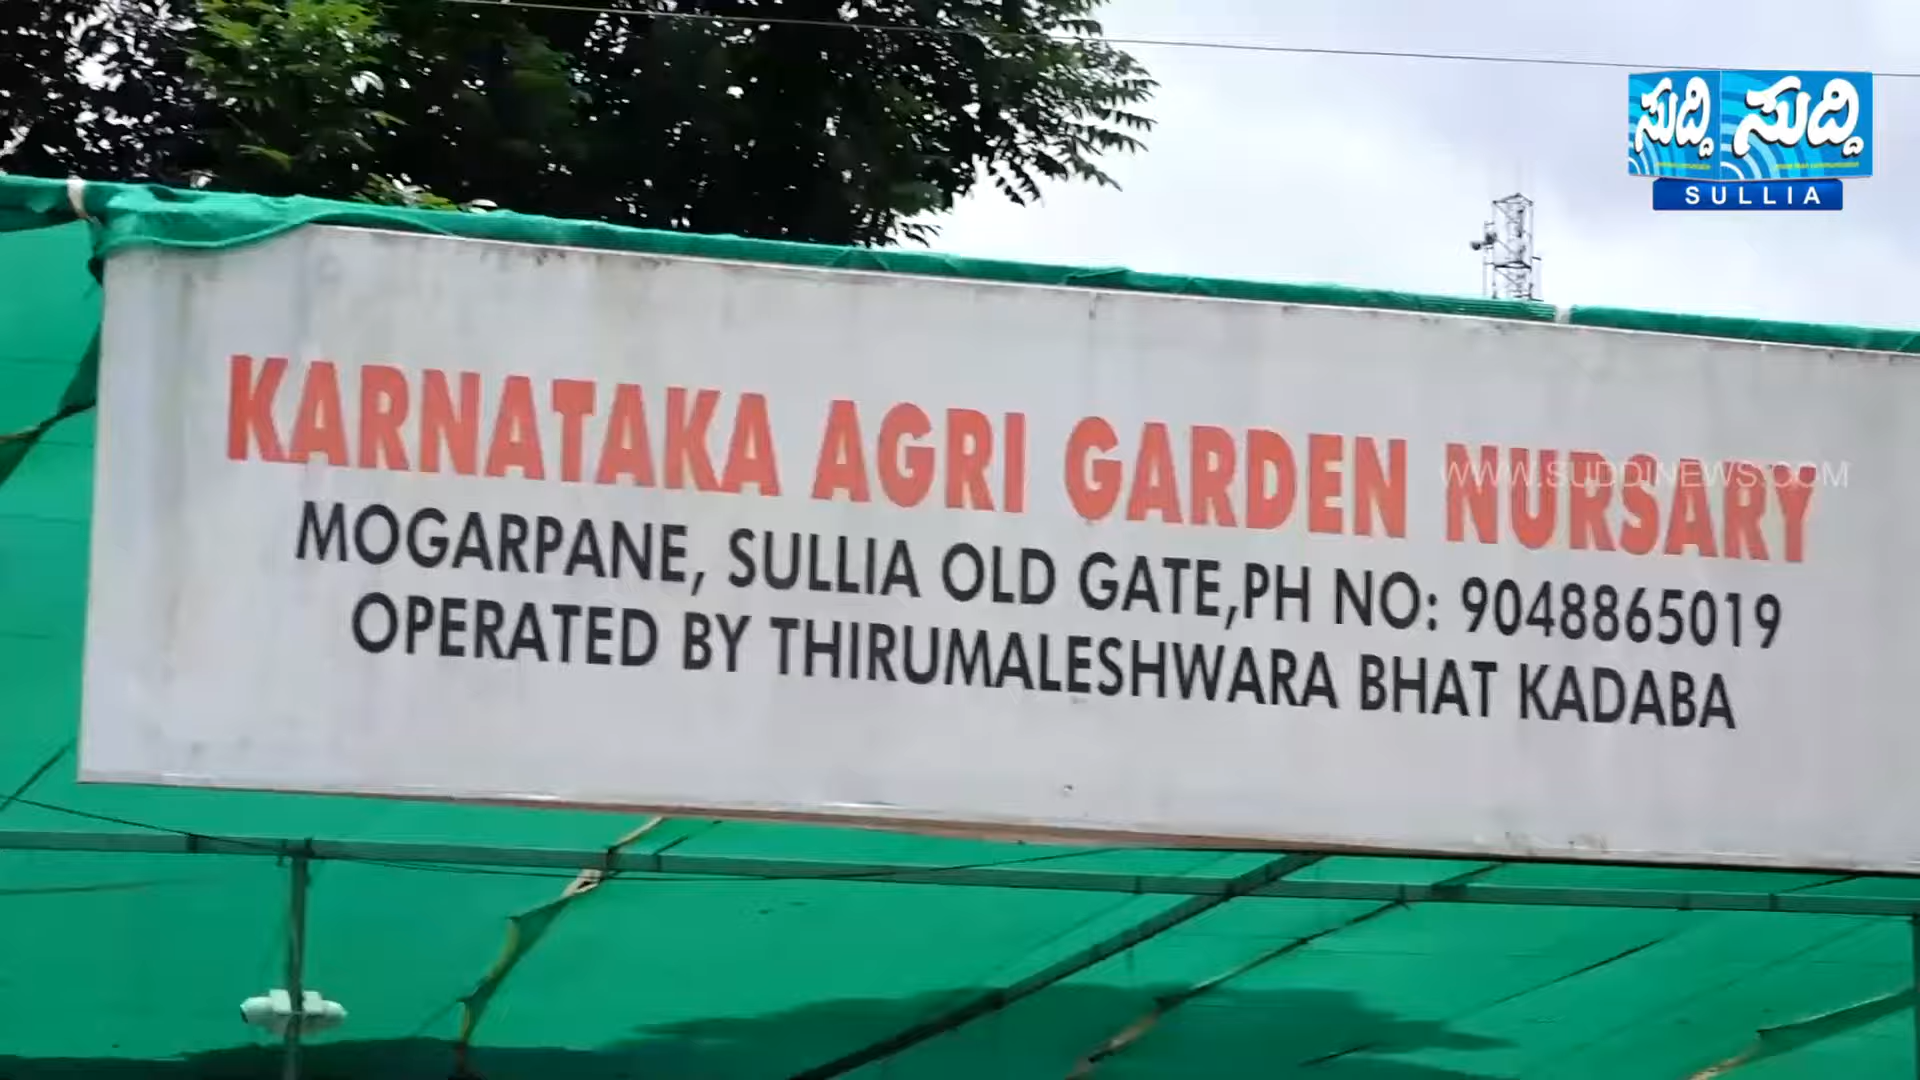 ಸುದ್ದಿ ಸುದ್ದಿ
SULLIA
KARNATAKA AGRI GARDEN NURSARY
WWW.SUDDINEWS.COM
MOGARPANE, SULLIA OLD GATE,PH NO: 9048865019
OPERATED BY THIRUMALESHWARA BHAT KADABA